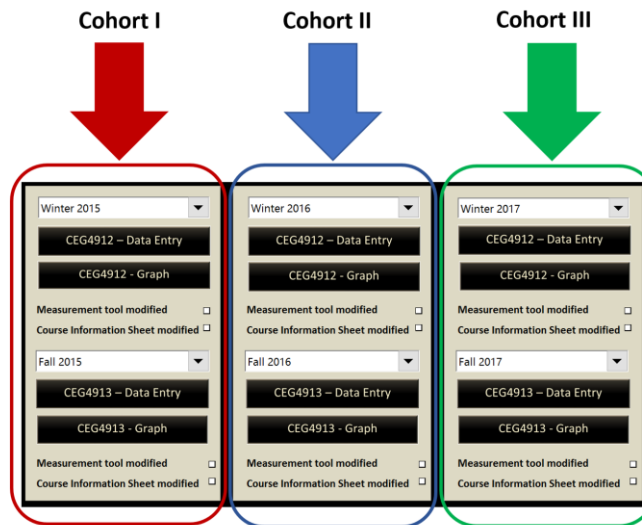 Cohort I
Cohort II
Cohort III
Winter 2015
CEG4912 – Data Entry
CEG4912 - Graph
Measurement tool modified
Course Information Sheet modified
Fall 2015
CEG4913 – Data Entry
CEG4913 - Graph
Measurement tool modified
Course Information Sheet modified
Winter 2016
CEG4912 – Data Entry
CEG4912 - Graph
Measurement tool modified
Course Information Sheet modified
Fall 2016
CEG4913 – Data Entry
CEG4913 - Graph
Measurement tool modified
Course Information Sheet modified
Winter 2017
CEG4912 – Data Entry
CEG4912 - Graph
Measurement tool modified
Course Information Sheet modified
Fall 2017
CEG4913 – Data Entry
CEG4913 - Graph
Measurement tool modified
Course Information Sheet modified